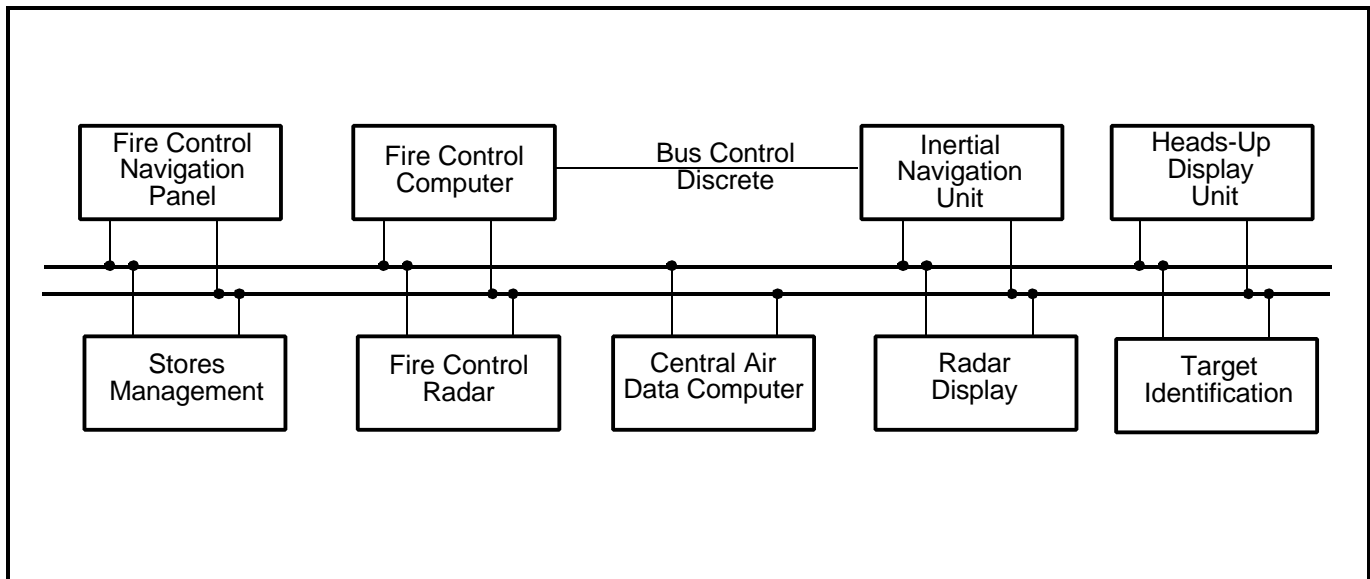 Fire Control
Navigation
Panel
Fire Control
Computer
Bus Control
Discrete
Inertial
Navigation
Unit
Heads-Up
Display
Unit
Stores
Management
Fire Control
Radar
Central Air
Data Computer
Radar
Display
Target
Identification